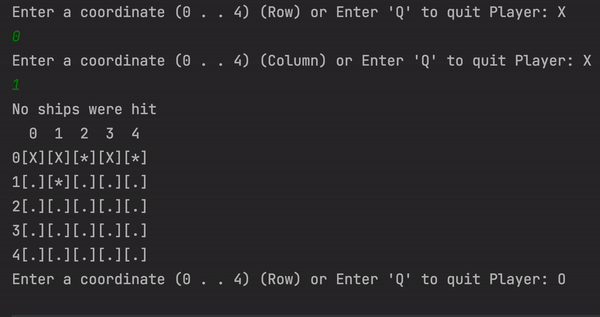 Enter a coordinate (0 . . 4) (Row) or Enter 'Q' to quit Player: X
0
Enter a coordinate (0 . . 4) (Column) or Enter 'Q' to quit Player: X
1
No ships were hit
  0  1  2  3  4
0[X][X][*][X][*]
1[.][*][.][.][.]
2[.][.][.][.][.]
3[.][.][.][.][.]
4[.][.][.][.][.]
Enter a coordinate (0 . . 4) (Row) or Enter 'Q' to quit Player: O